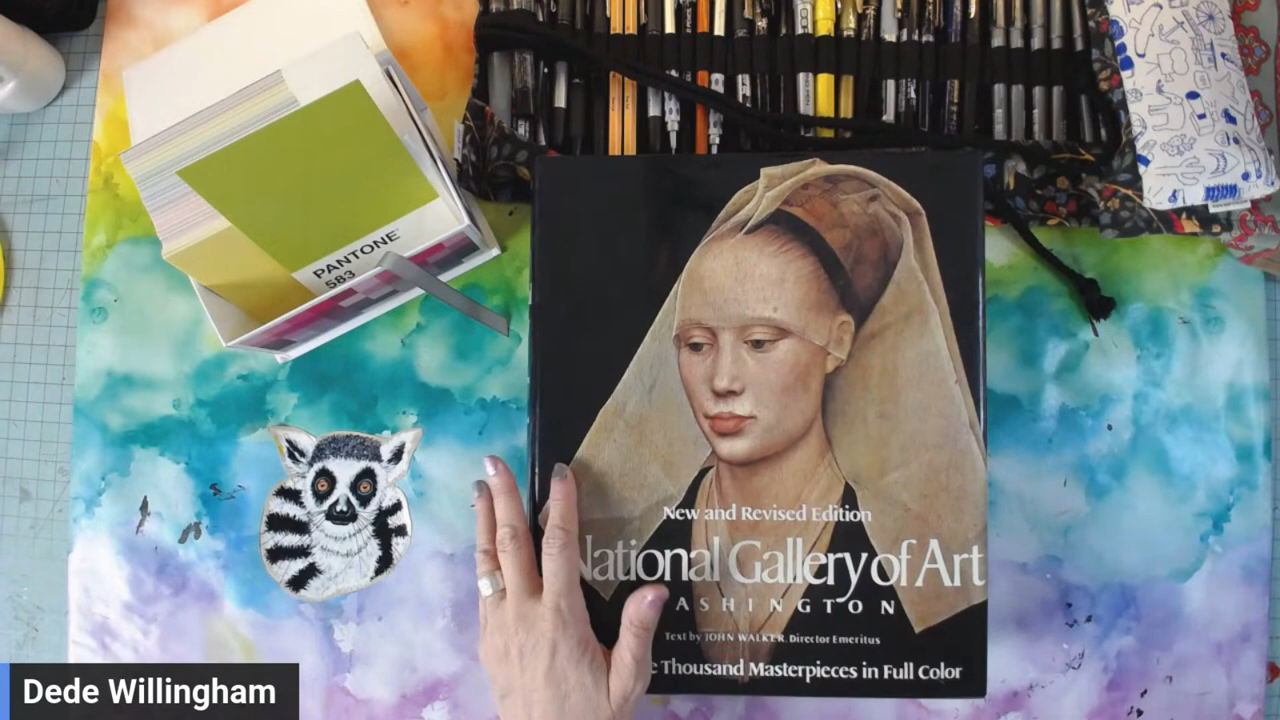 PANTONE
583
New and Revised Edition
National Gallery of Art
ASHINGTON
Text by JOHN WALKER, Director Emeritus
e Thousand Masterpieces in Full Color
Dede Willingham